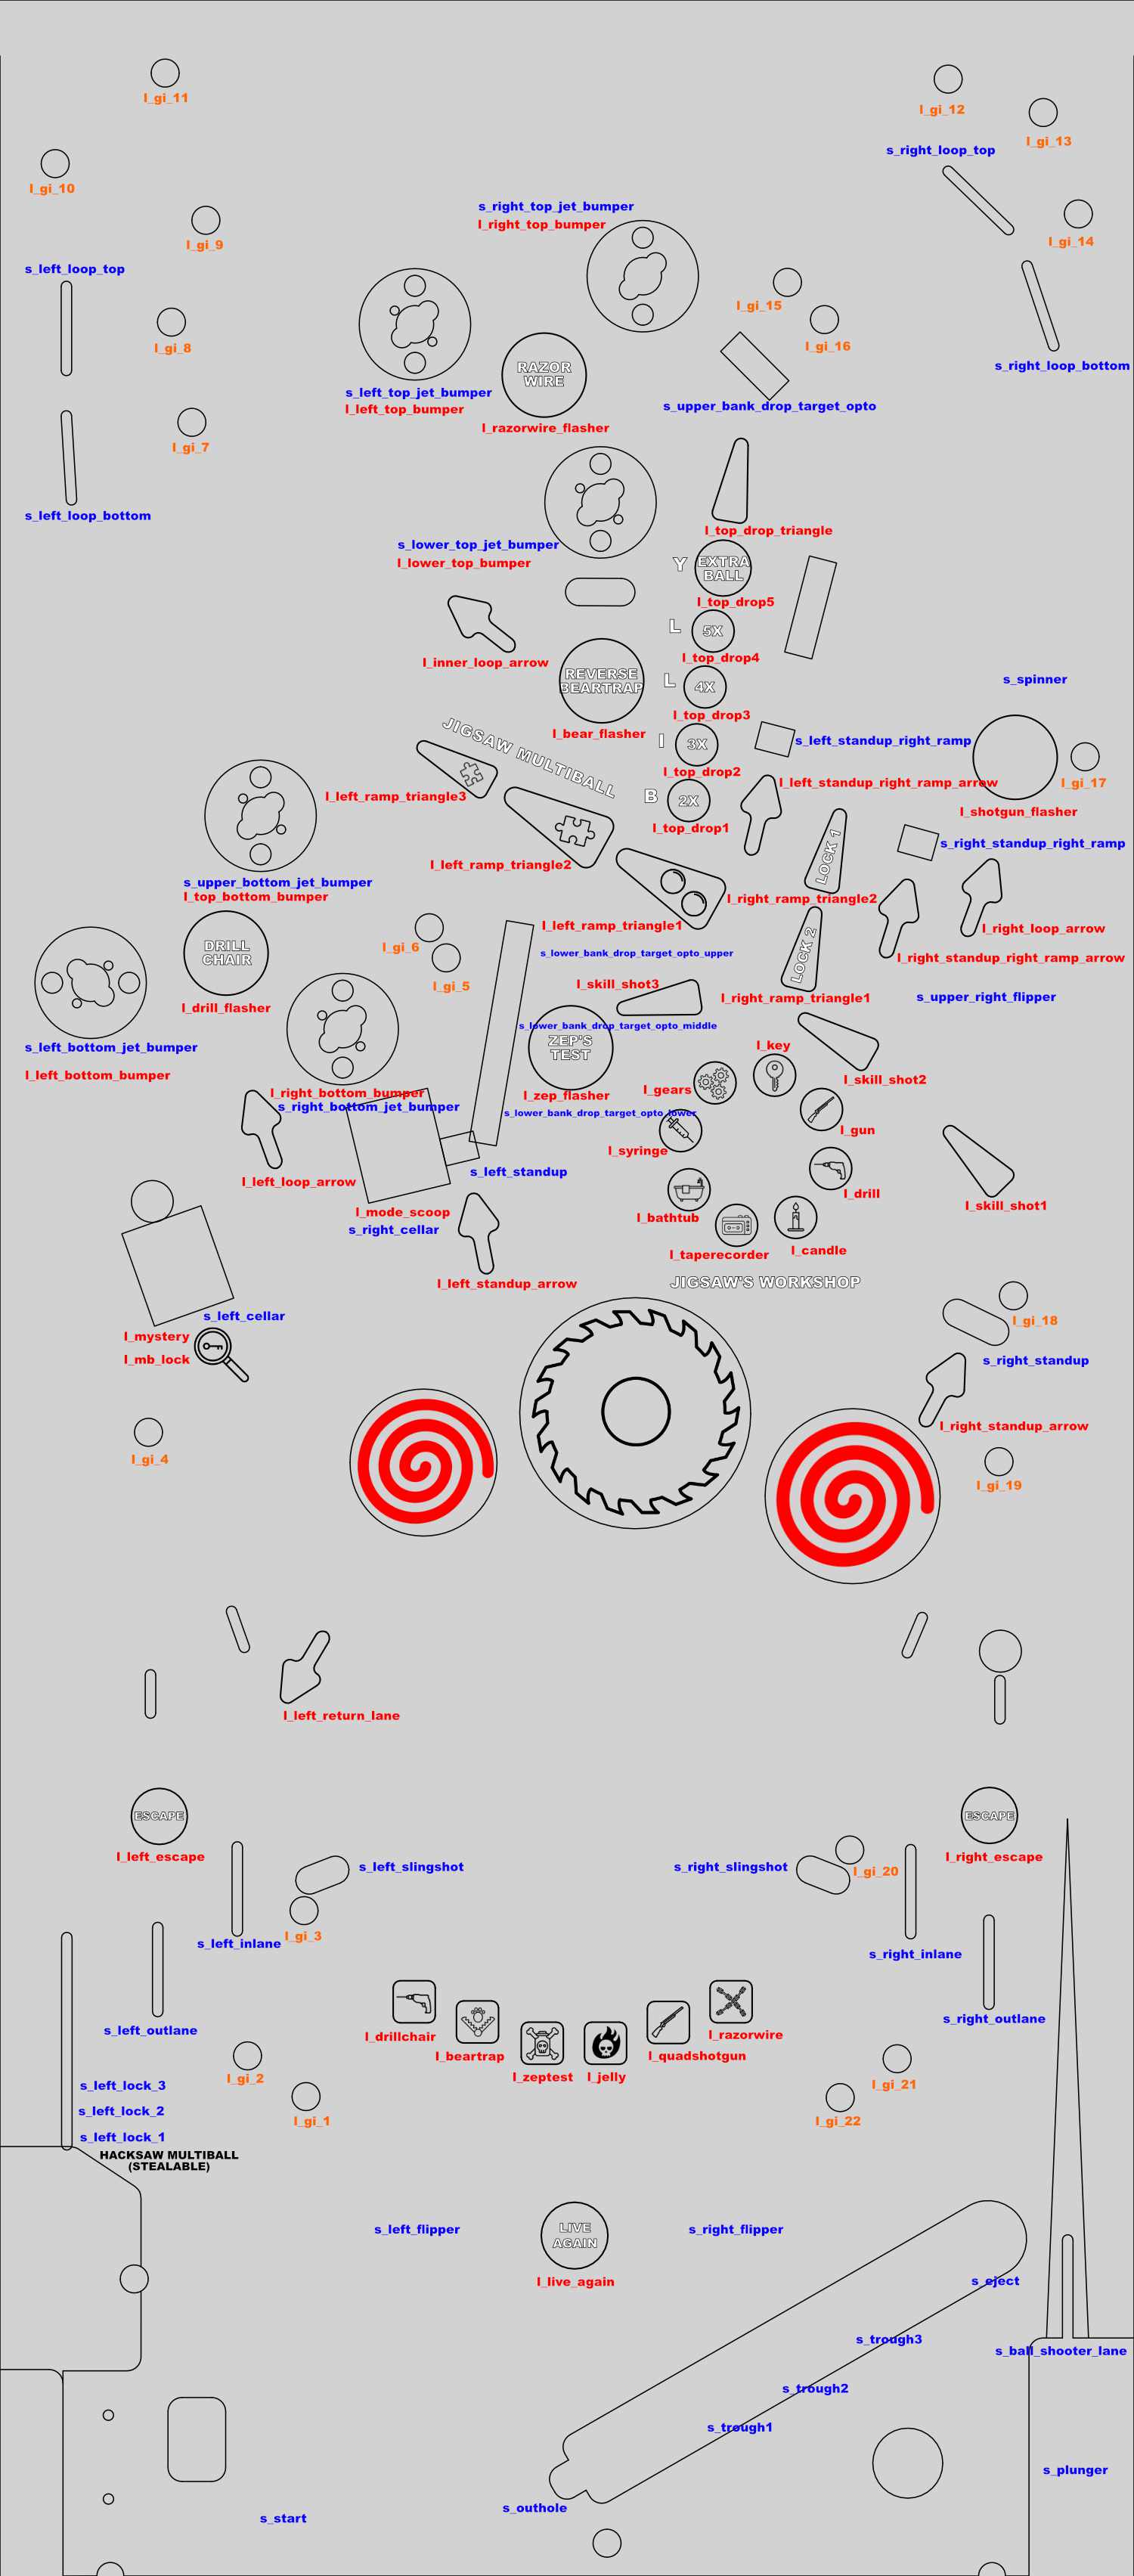 l_gi_11
l_gi_12
l_gi_13
s_right_loop_top
l_gi_10
s_right_top_jet_bumper
l_right_top_bumper
l_gi_9
l_gi_14
s_left_loop_top
l_gi_15
l_gi_8
l_gi_16
RAZOR
WIRE
s_right_loop_bottom
s_left_top_jet_bumper
l_left_top_bumper
s_upper_bank_drop_target_opto
l_razorwire_flasher
l_gi_7
s_left_loop_bottom
l_top_drop_triangle
s_lower_top_jet_bumper
l_lower_top_bumper
Y
EXTRA
BALL
l_top_drop5
L
5X
l_inner_loop_arrow
l_top_drop4
REVERSE
BEARTRAP
L
4X
s_spinner
l_top_drop3
JIGSAW MULTIBALL
l_bear_flasher
I
3X
s_left_standup_right_ramp
l_top_drop2
l_left_standup_right_ramp_arrow
l_gi_17
l_left_ramp_triangle3
B
2X
l_shotgun_flasher
l_top_drop1
LOCK 1
s_right_standup_right_ramp
l_left_ramp_triangle2
s_upper_bottom_jet_bumper
l_top_bottom_bumper
l_right_ramp_triangle2
l_left_ramp_triangle1
l_right_loop_arrow
DRILL
CHAIR
l_gi_6
s_lower_bank_drop_target_opto_upper
LOCK 2
l_right_standup_right_ramp_arrow
l_gi_5
l_skill_shot3
l_right_ramp_triangle1
s_upper_right_flipper
l_drill_flasher
s_lower_bank_drop_target_opto_middle
ZEP'S
TEST
s_left_bottom_jet_bumper
l_key
l_left_bottom_bumper
l_skill_shot2
l_right_bottom_bumper
l_zep_flasher
l_gears
s_right_bottom_jet_bumper
s_lower_bank_drop_target_opto_lower
l_gun
l_syringe
s_left_standup
l_left_loop_arrow
l_drill
l_mode_scoop
l_bathtub
l_skill_shot1
s_right_cellar
l_taperecorder
l_candle
l_left_standup_arrow
JIGSAW'S WORKSHOP
s_left_cellar
l_gi_18
l_mystery
l_mb_lock
s_right_standup
l_right_standup_arrow
l_gi_4
l_gi_19
l_left_return_lane
ESCAPE
ESCAPE
l_left_escape
l_right_escape
s_left_slingshot
s_right_slingshot
l_gi_20
l_gi_3
s_left_inlane
s_right_inlane
s_left_outlane
s_right_outlane
l_drillchair
l_razorwire
l_beartrap
l_quadshotgun
l_zeptest
l_jelly
l_gi_2
l_gi_21
s_left_lock_3
l_gi_1
l_gi_22
s_left_lock_2
s_left_lock_1
HACKSAW MULTIBALL
(STEALABLE)
s_left_flipper
LIVE
AGAIN
s_right_flipper
l_live_again
s_eject
s_trough3
s_ball_shooter_lane
s_trough2
s_trough1
s_plunger
s_outhole
s_start